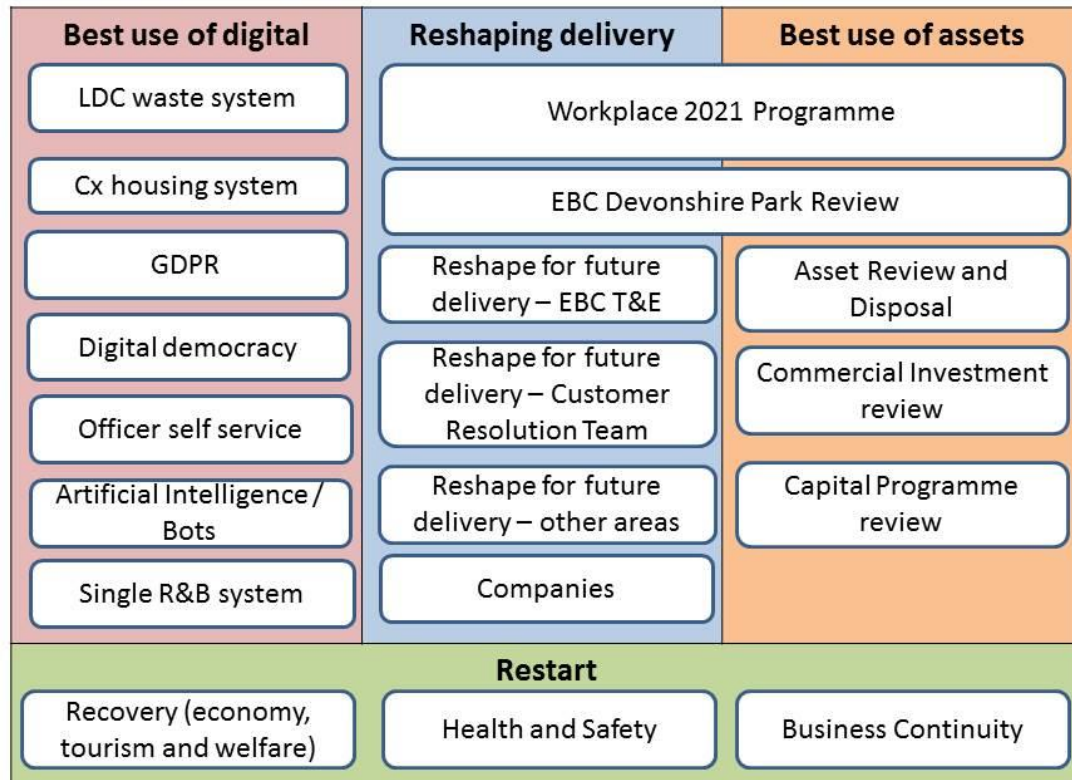 Best use of digital
LDC waste system
Cx housing system
GDPR
Digital democracy
Officer self service
Artificial Intelligence /
Bots
Single R&B system
Reshaping delivery
Best use of assets
Workplace 2021 Programme
EBC Devonshire Park Review
Reshape for future
delivery – EBC T&E
Reshape for future
delivery – Customer
Resolution Team
Reshape for future
delivery – other areas
Companies
Asset Review and
Disposal
Commercial Investment
review
Capital Programme
review
Restart
Recovery (economy,
tourism and welfare)
Health and Safety
Business Continuity